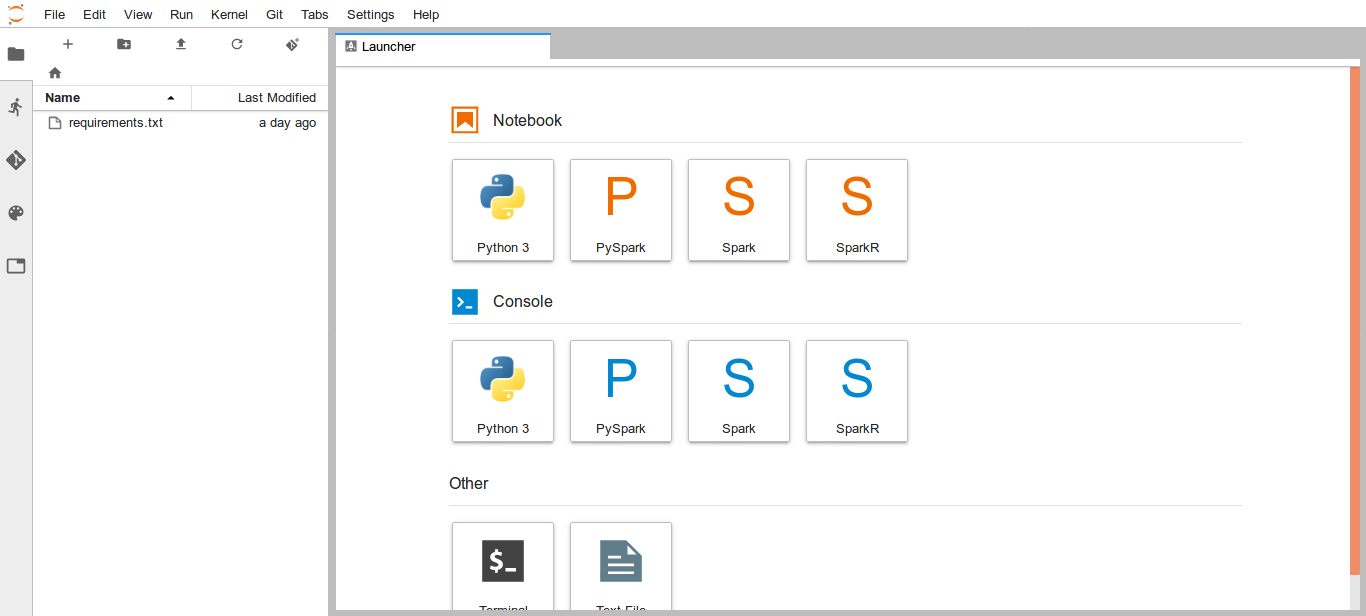 File Edit View Run Kernel Git Tabs Settings Help
Launcher
Name Last Modified
requirements.txt a day ago
Notebook
P S S
Python 3 PySpark Spark SparkR
Console
P S S
Python 3 PySpark Spark SparkR
Other
$_
Terminal Text File